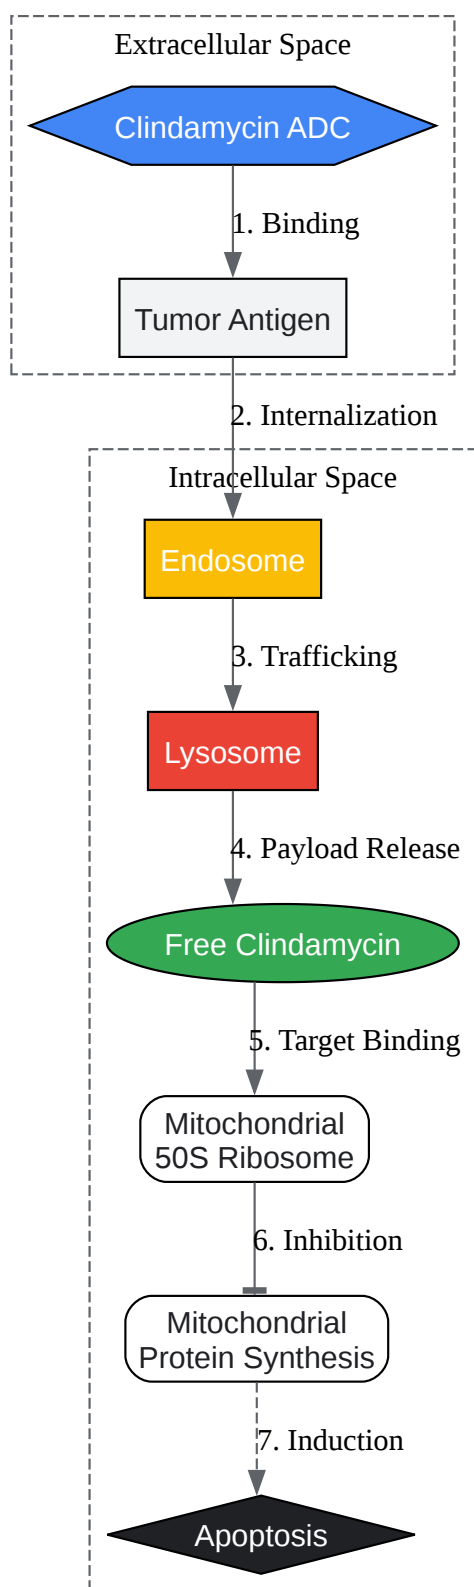 Extracellular Space
Clindamycin ADC
1. Binding
Tumor Antigen
2. Internalization
Intracellular Space
Endosome
3. Trafficking
Lysosome
4. Payload Release
Free Clindamycin
5. Target Binding
Mitochondrial
50S Ribosome
6. Inhibition
Mitochondrial
Protein Synthesis
7. Induction
Apoptosis